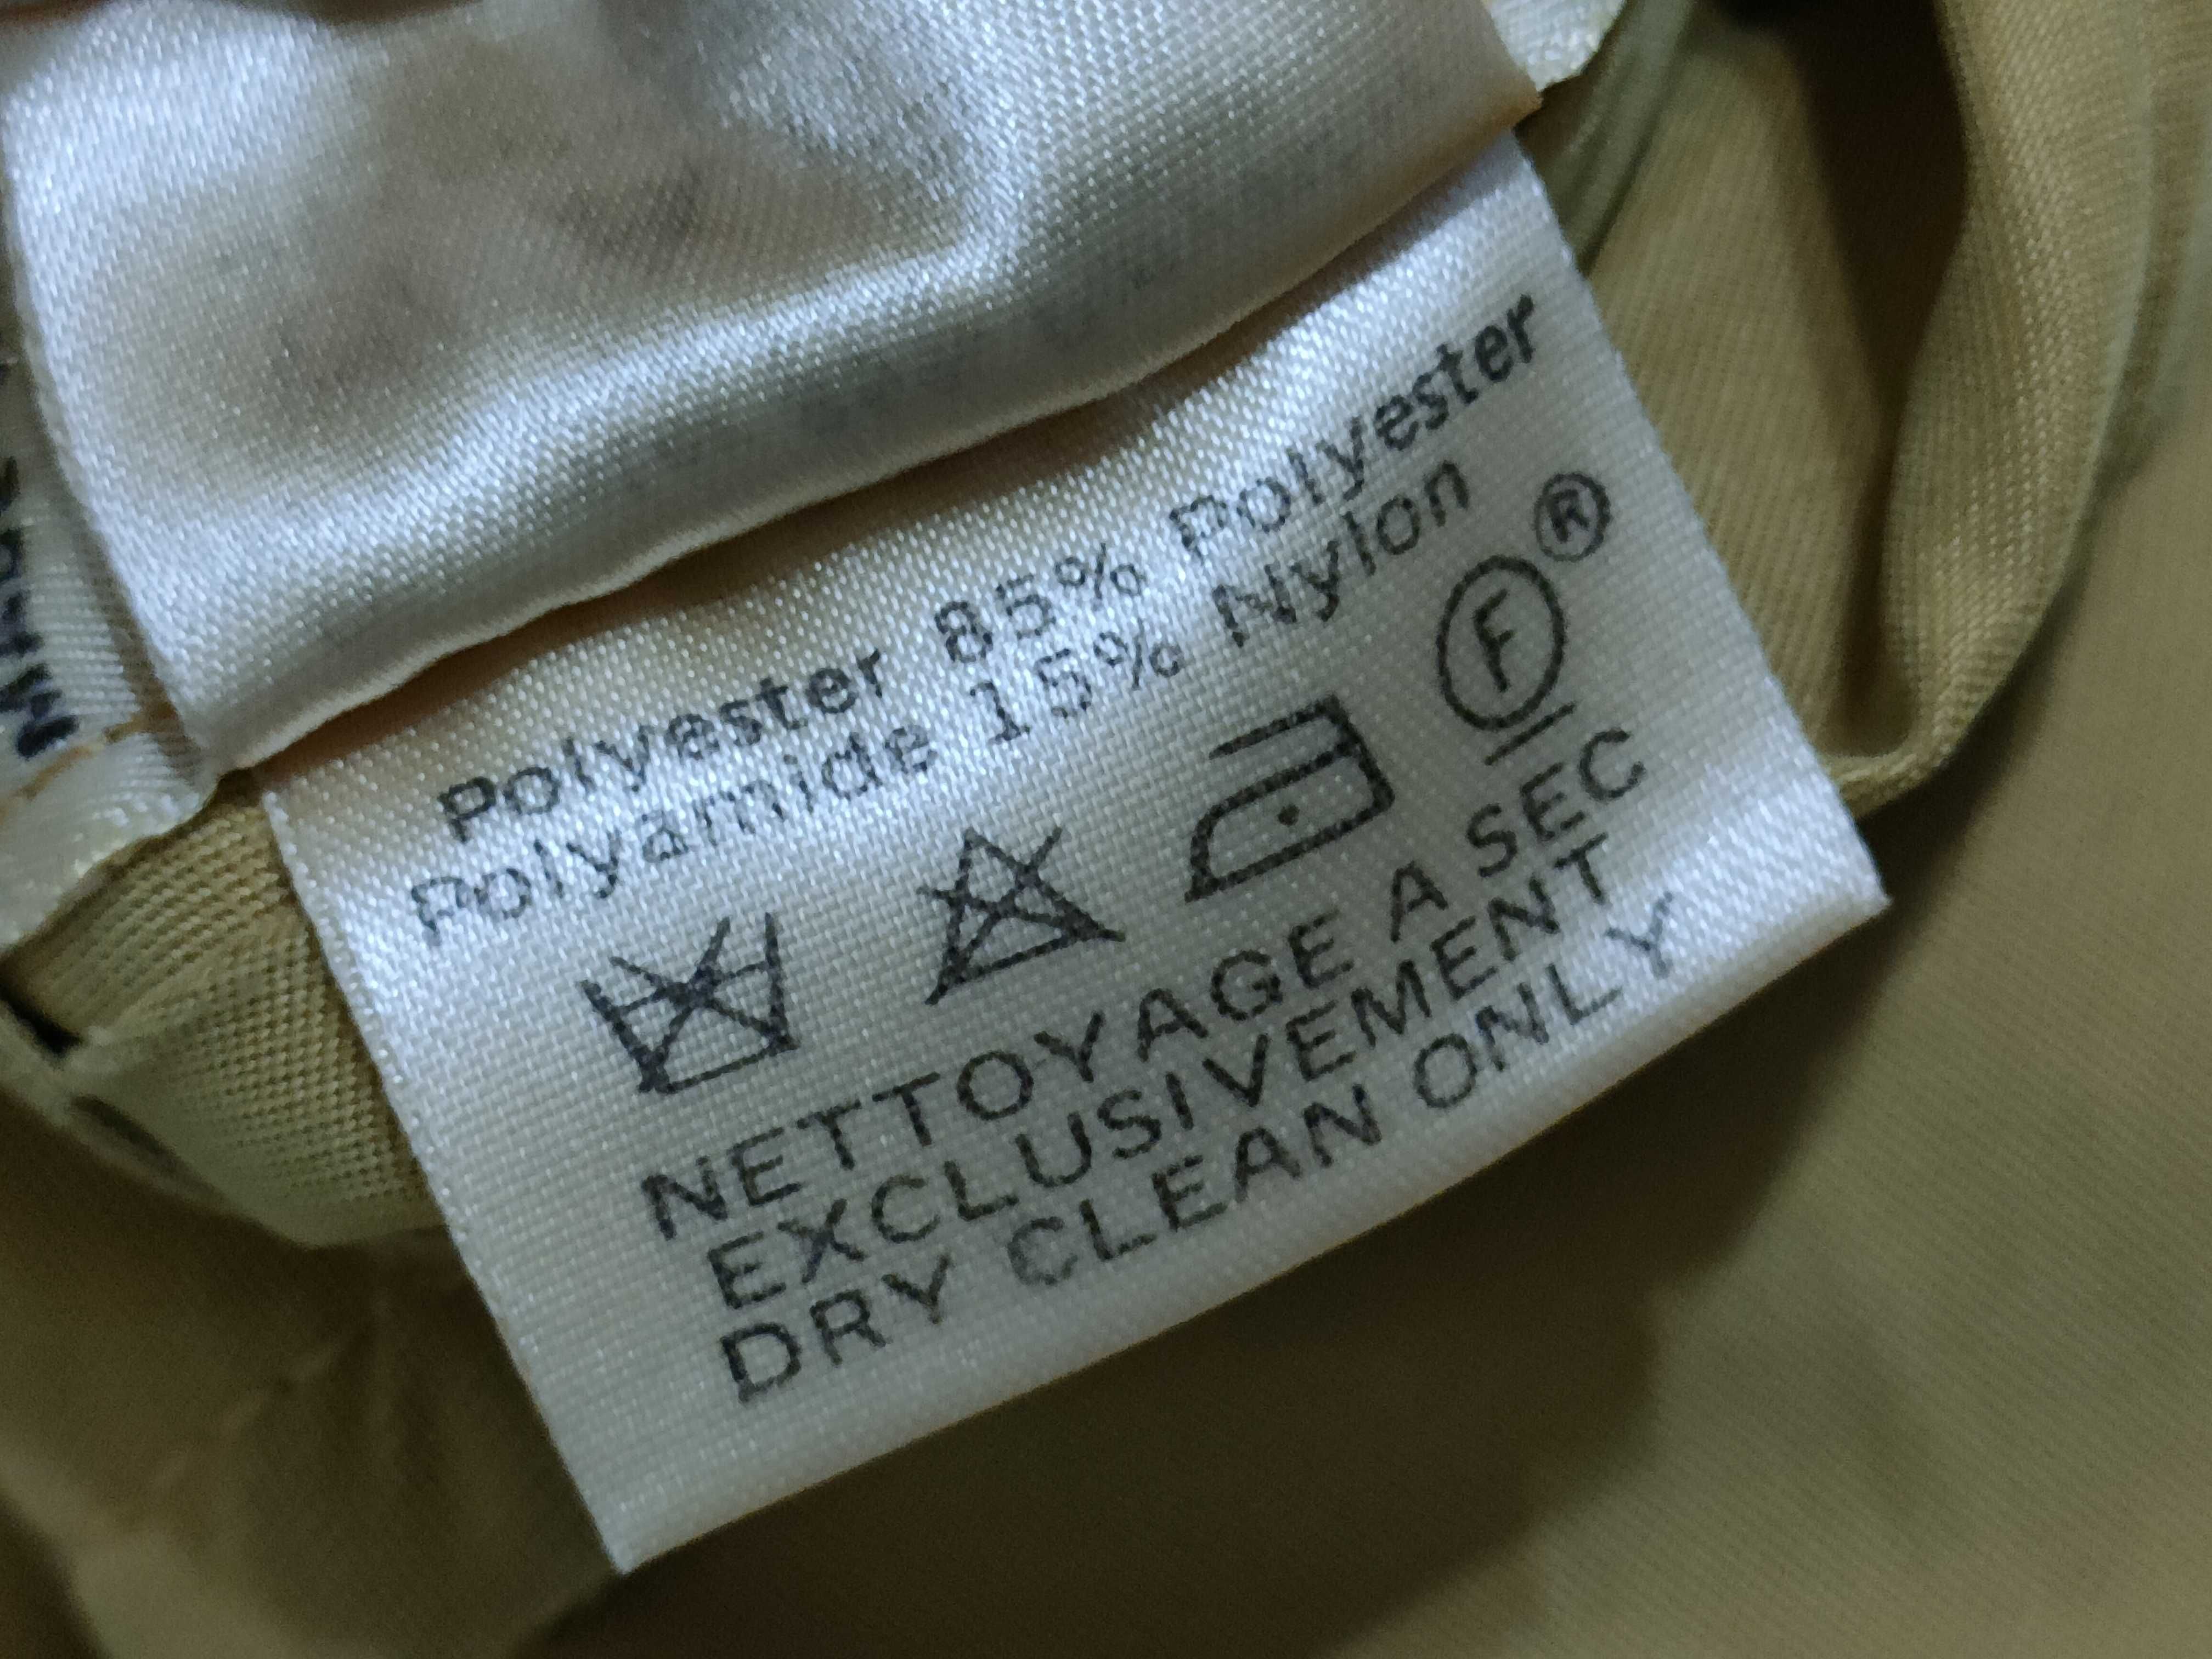 Polyester 85% Polyester
Polyamide 15% Nylon
F ®
NETTOYAGE A SEC
EXCLUSIVEMENT
DRY CLEAN ONLY